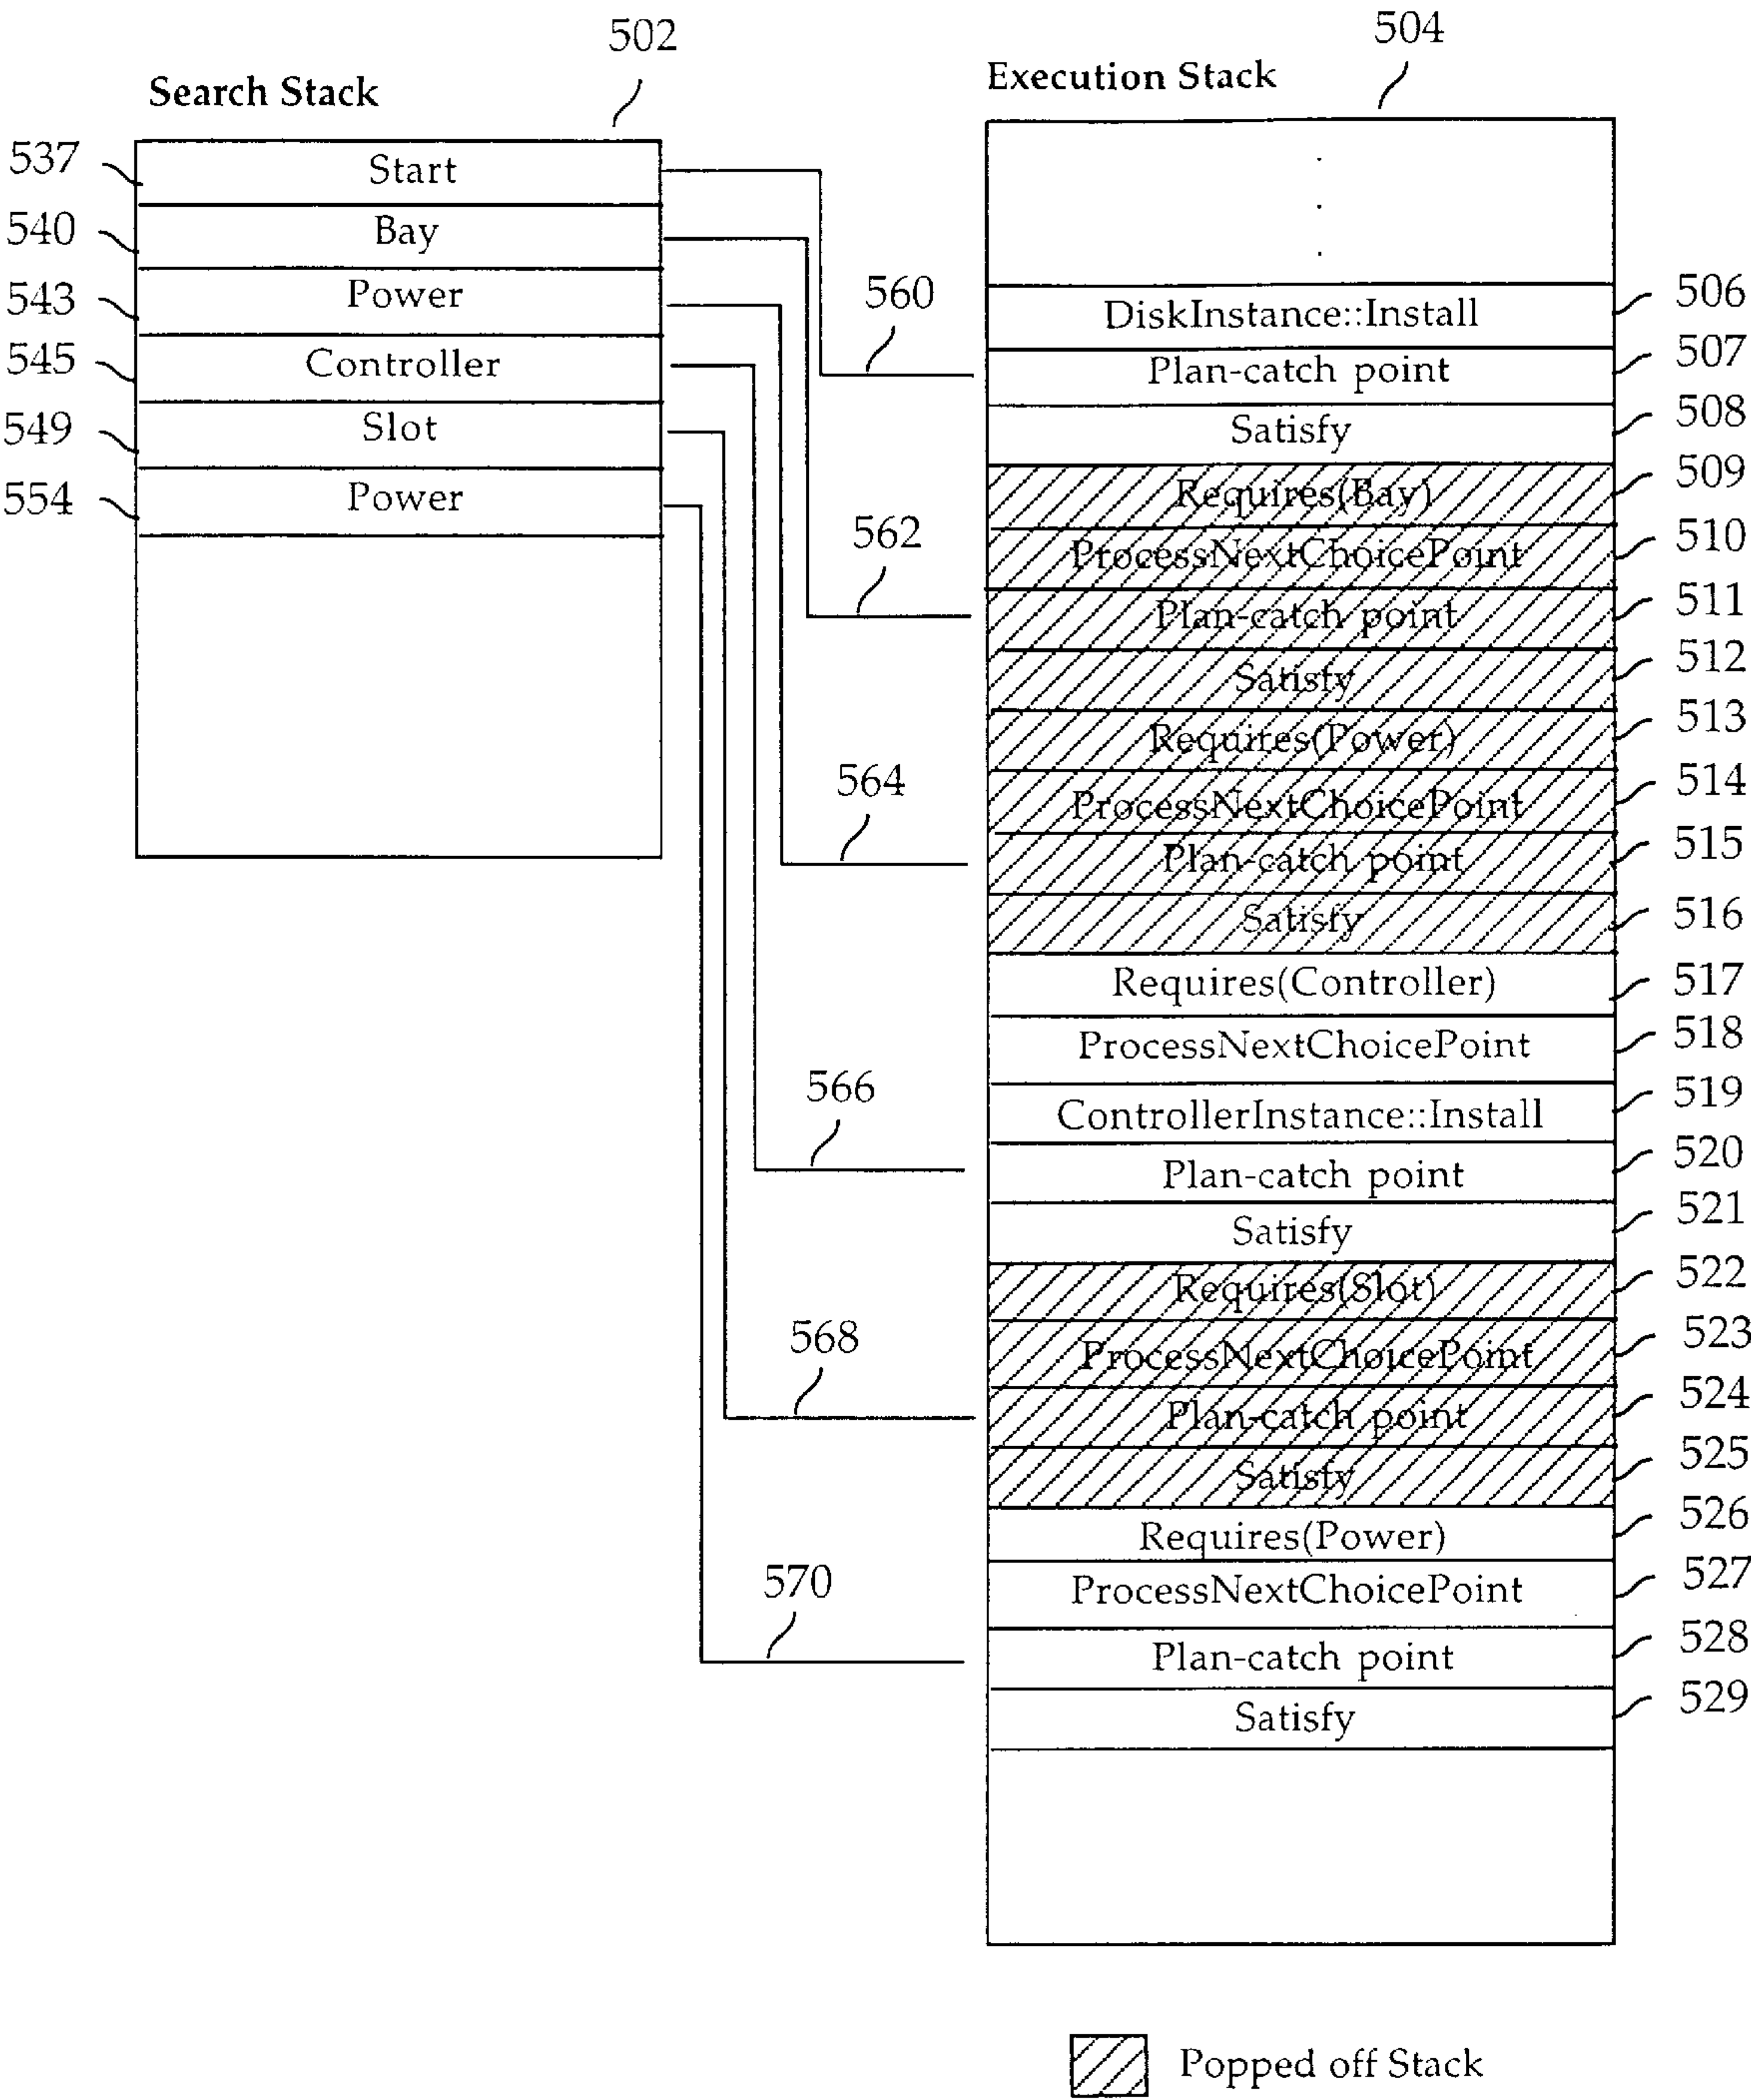 502
Search Stack
537
Start
540
Bay
543
Power
545
Controller
549
Slot
554
Power
504
Execution Stack
560
DiskInstance::Install
506
Plan-catch point
507
Satisfy
508
Requires(Bay)
509
562
ProcessNextChoicePoint
510
Plan-catch point
511
Satisfy
512
Requires(Power)
513
564
ProcessNextChoicePoint
514
Plan-catch point
515
Satisfy
516
Requires(Controller)
517
ProcessNextChoicePoint
518
566
ControllerInstance::Install
519
Plan-catch point
520
Satisfy
521
Requires(Slot)
522
568
ProcessNextChoicePoint
523
Plan-catch point
524
Satisfy
525
Requires(Power)
526
570
ProcessNextChoicePoint
527
Plan-catch point
528
Satisfy
529
Popped off Stack